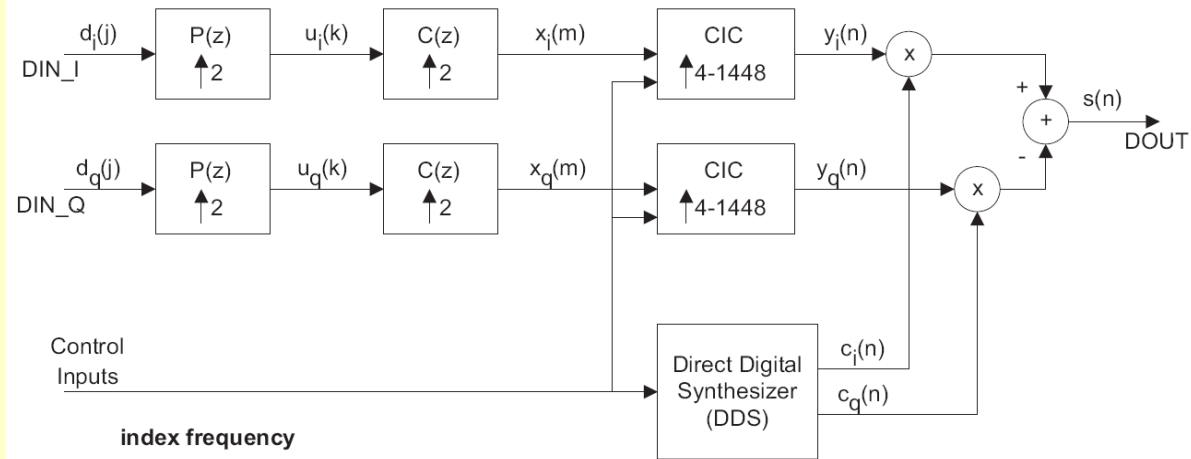 d_i(j)
DIN_I
P(z)
↑2
u_i(k)
C(z)
↑2
x_i(m)
CIC
↑4-1448
y_i(n)
x
+
+
-
s(n)
DOUT
d_q(j)
DIN_Q
P(z)
↑2
u_q(k)
C(z)
↑2
x_q(m)
CIC
↑4-1448
y_q(n)
x
Control
Inputs
Direct Digital
Synthesizer
(DDS)
c_i(n)
c_q(n)
index frequency